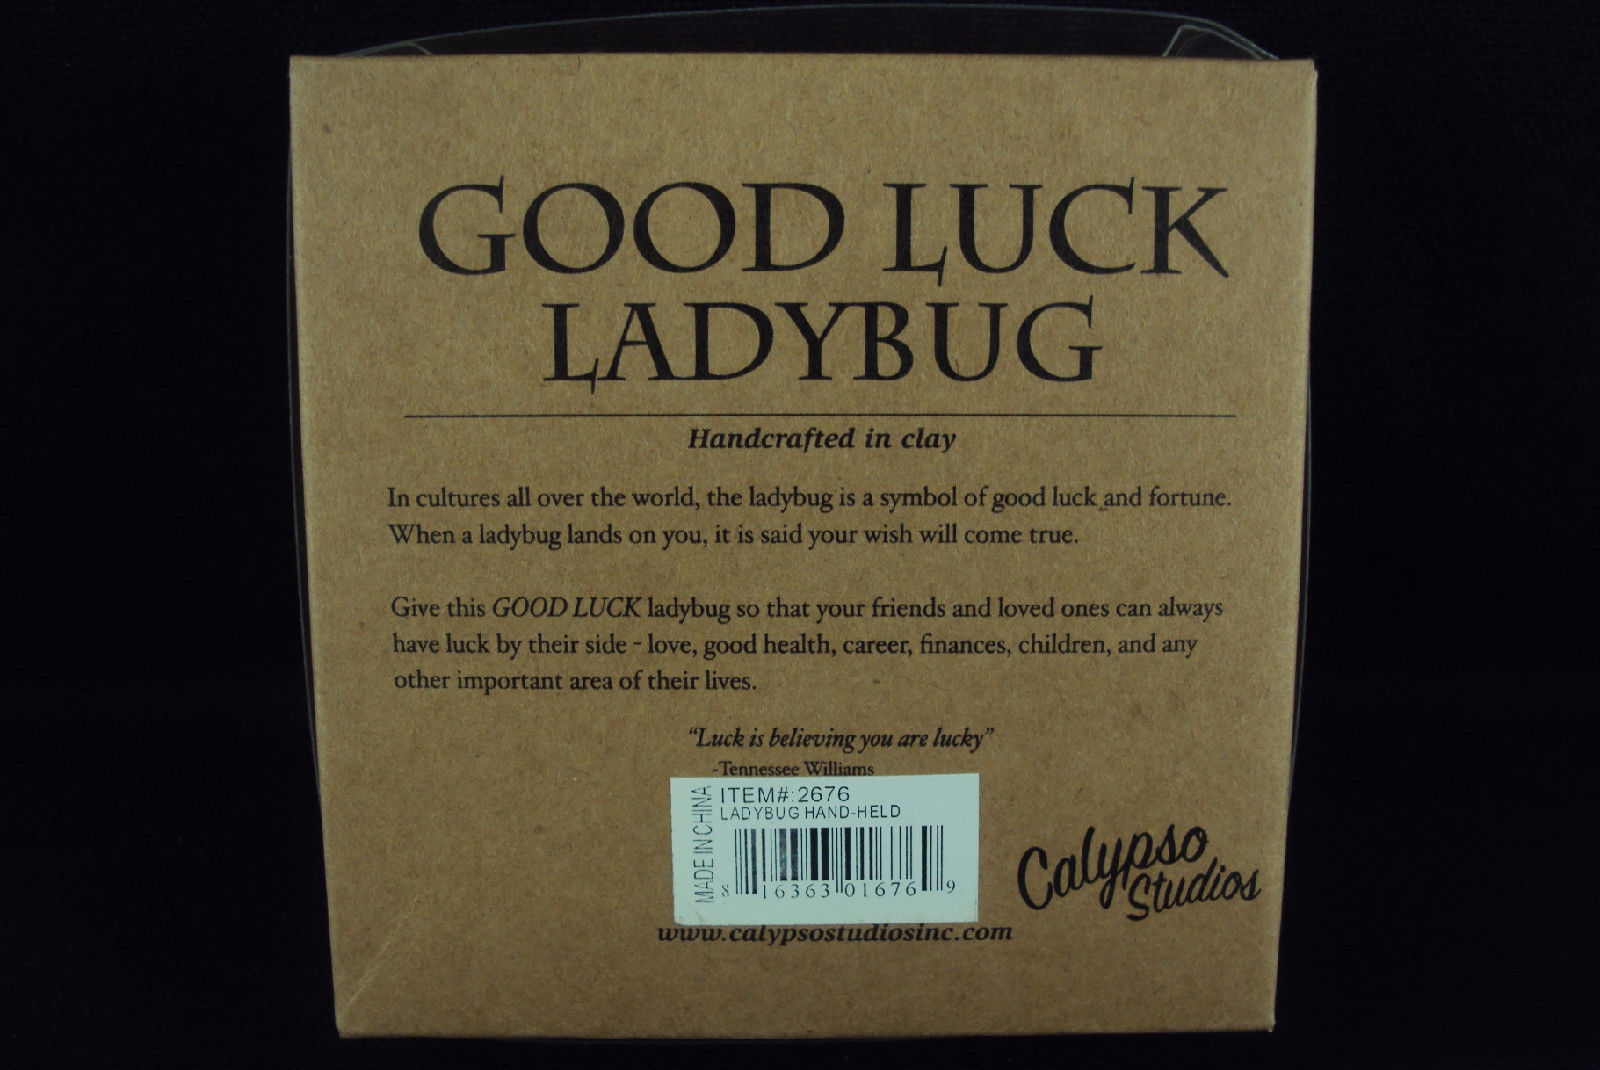 GOOD LUCK
LADYBUG
Handcrafted in clay
In cultures all over the world, the ladybug is a symbol of good luck and fortune.
When a ladybug lands on you, it is said your wish will come true.
Give this GOOD LUCK ladybug so that your friends and loved ones can always
have luck by their side - love, good health, career, finances, children, and any
other important area of their lives.
"Luck is believing you are lucky"
-Tennessee Williams
MADE IN CHINA
ITEM#:2676
LADYBUG HAND-HELD
8 16363 01676 9
Calypso
Studios
www.calypsostudiosinc.com